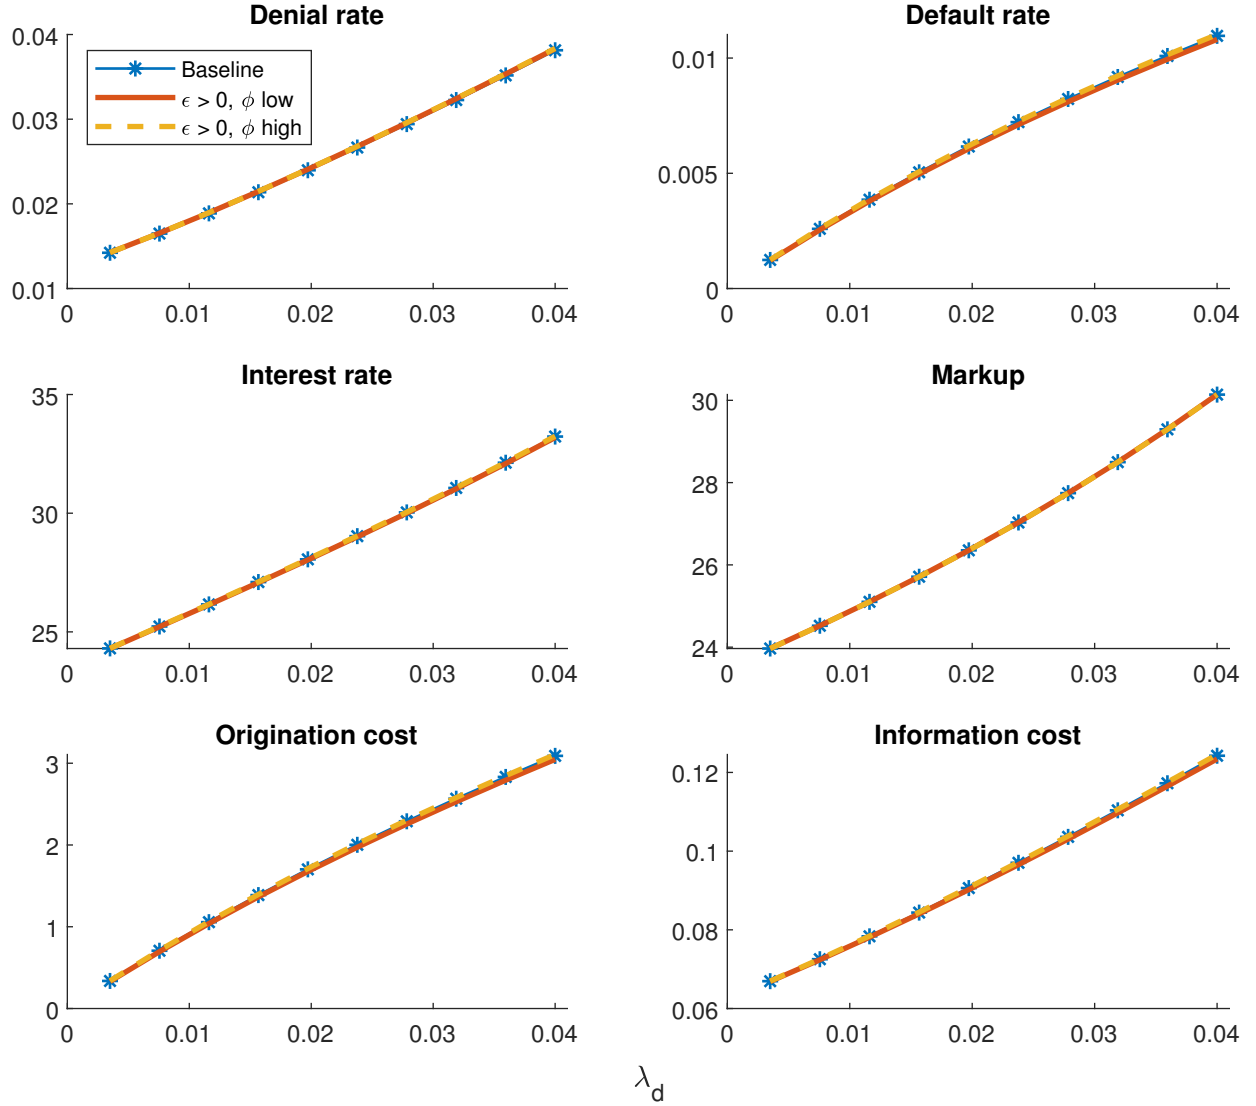 Denial rate
0.04
0.03
0.02
0.01
0 0.01 0.02 0.03 0.04
Baseline
ϵ > 0, ϕ low
ϵ > 0, ϕ high
Default rate
0.01
0.005
0
0 0.01 0.02 0.03 0.04
Interest rate
35
30
25
0 0.01 0.02 0.03 0.04
Markup
30
28
26
24
0 0.01 0.02 0.03 0.04
Origination cost
3
2
1
0
0 0.01 0.02 0.03 0.04
Information cost
0.12
0.1
0.08
0.06
0 0.01 0.02 0.03 0.04
λ_d